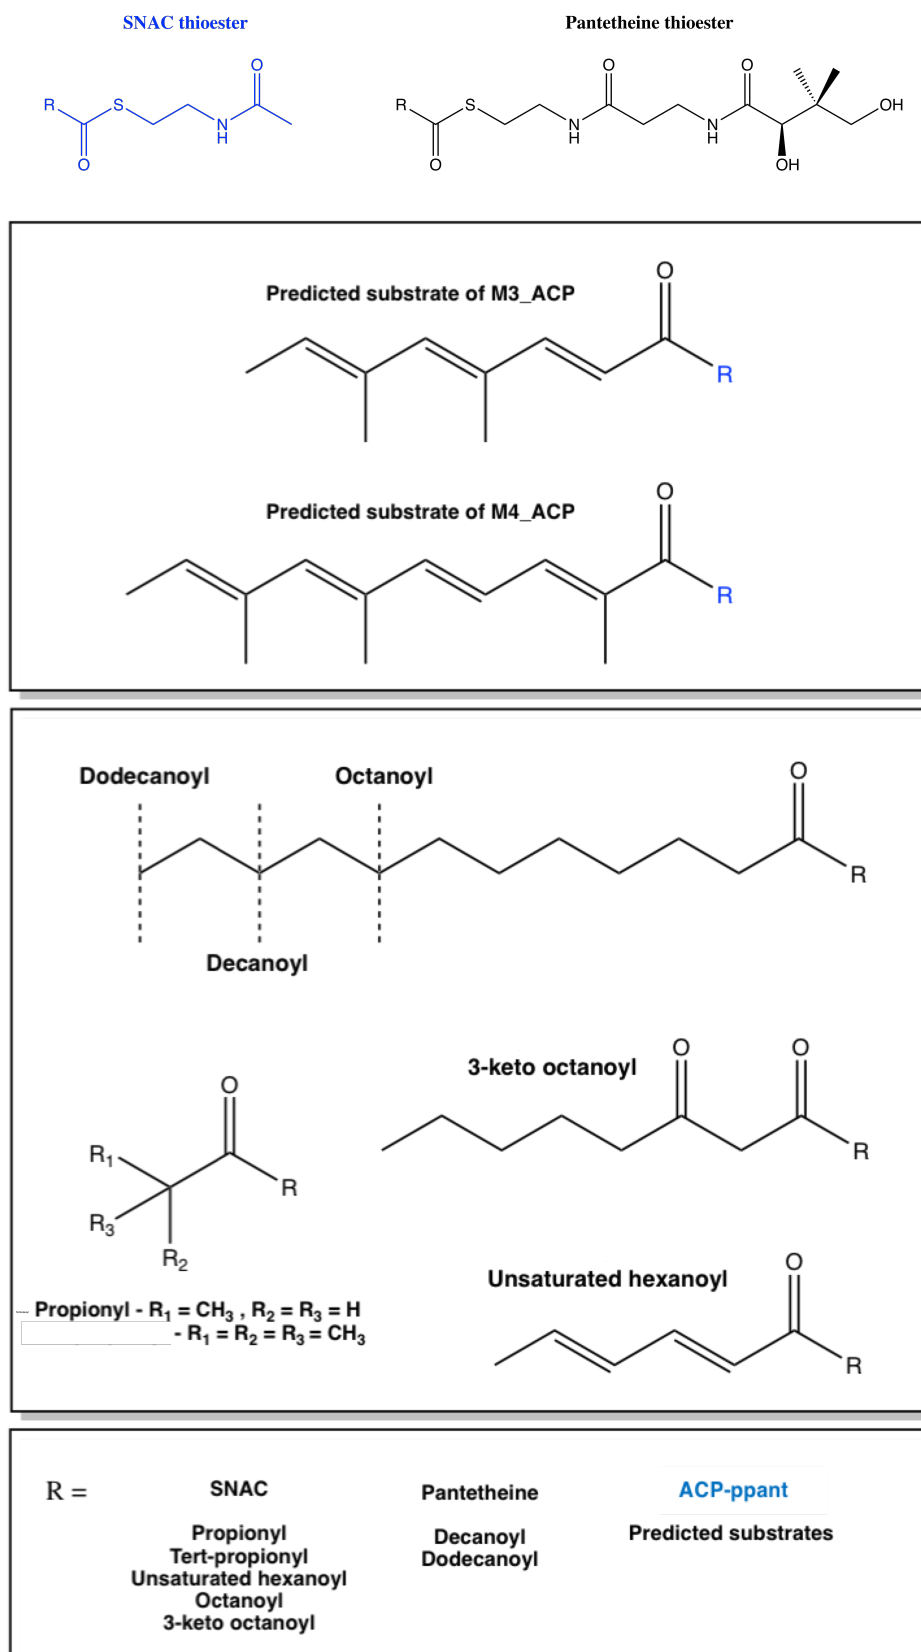 SNAC thioester
Pantetheine thioester
O
R
S
N
H
O
O
O
R
S
N
H
N
H
OH
O
OH
Predicted substrate of M3_ACP
O
R
Predicted substrate of M4_ACP
O
R
Dodecanoyl
Octanoyl
O
R
Decanoyl
3-keto octanoyl
O
O
R
O
R₁
R
R₃
R₂
Unsaturated hexanoyl
O
R
Propionyl - R₁ = CH₃ , R₂ = R₃ = H
- R₁ = R₂ = R₃ = CH₃
R =
SNAC
Propionyl
Tert-propionyl
Unsaturated hexanoyl
Octanoyl
3-keto octanoyl
Pantetheine
Decanoyl
Dodecanoyl
ACP-ppant
Predicted substrates